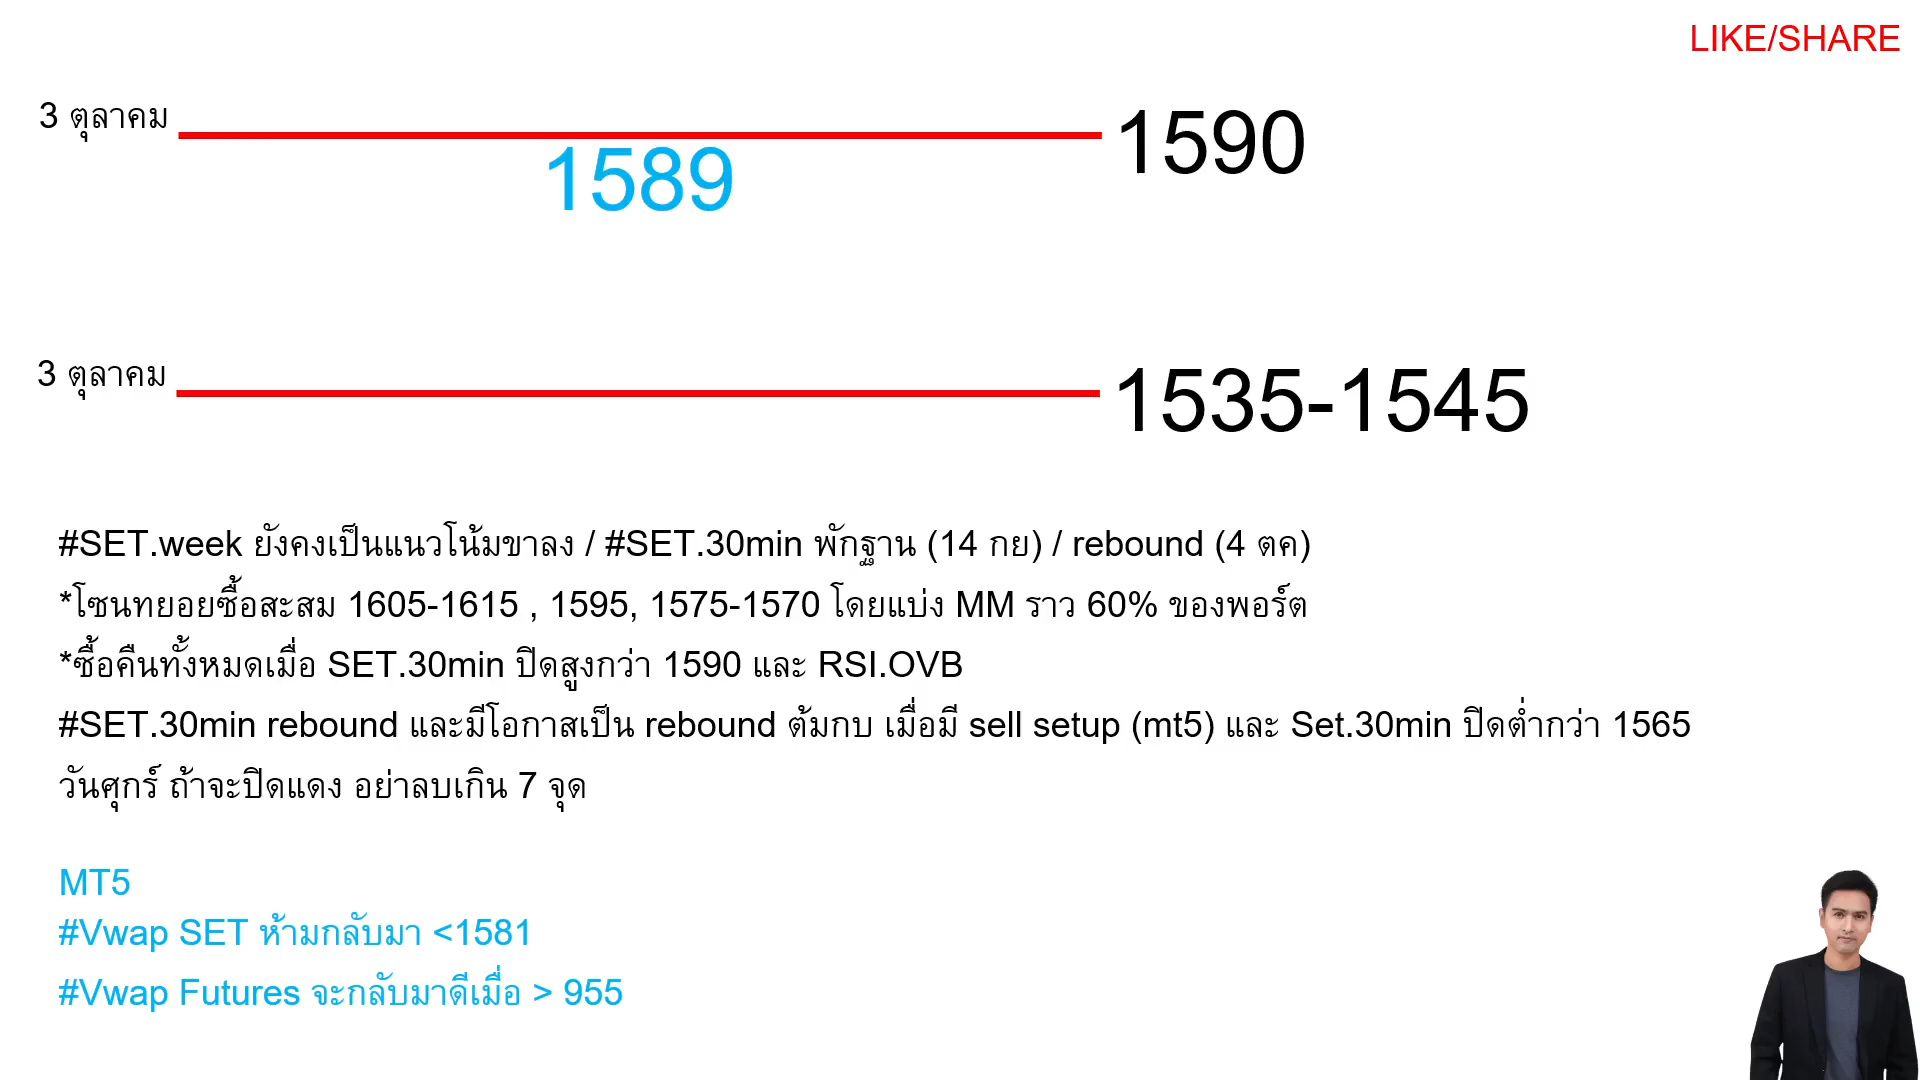 LIKE/SHARE
3 ตุลาคม
1590
1589
3 ตุลาคม
1535-1545
#SET.week ยังคงเป็นแนวโน้มขาลง / #SET.30min พักฐาน (14 กย) / rebound (4 ตค)
*โซนทยอยซื้อสะสม 1605-1615 , 1595, 1575-1570 โดยแบ่ง MM ราว 60% ของพอร์ต
*ซื้อคืนทั้งหมดเมื่อ SET.30min ปิดสูงกว่า 1590 และ RSI.OVB
#SET.30min rebound และมีโอกาสเป็น rebound ต้มกบ เมื่อมี sell setup (mt5) และ Set.30min ปิดต่ำกว่า 1565
วันศุกร์ ถ้าจะปิดแดง อย่าลบเกิน 7 จุด
MT5
#Vwap SET ห้ามกลับมา <1581
#Vwap Futures จะกลับมาดีเมื่อ > 955